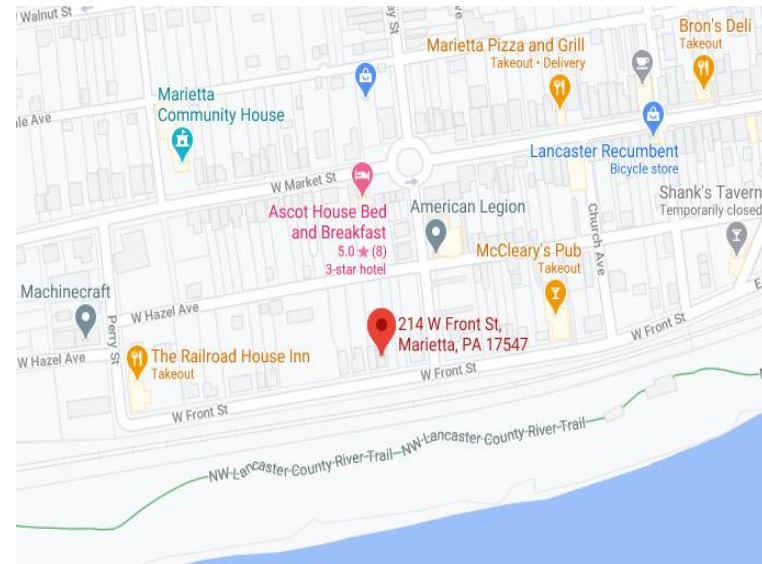 W Walnut St
ay St
Ave
Bron's Deli
Takeout
Marietta Pizza and Grill
Takeout • Delivery
Marietta
Community House
ple Ave
Lancaster Recumbent
Bicycle store
W Market St
Shank's Tavern
Temporarily closed
Ascot House Bed
and Breakfast
5.0 ★ (8)
3-star hotel
American Legion
Church Ave
McCleary's Pub
Takeout
Machinecraft
Perry St
W Hazel Ave
214 W Front St,
Marietta, PA 17547
W Front St
E
W Hazel Ave
The Railroad House Inn
Takeout
W Front St
W Front St
NW Lancaster County River Trail
NW Lancaster County River Trail